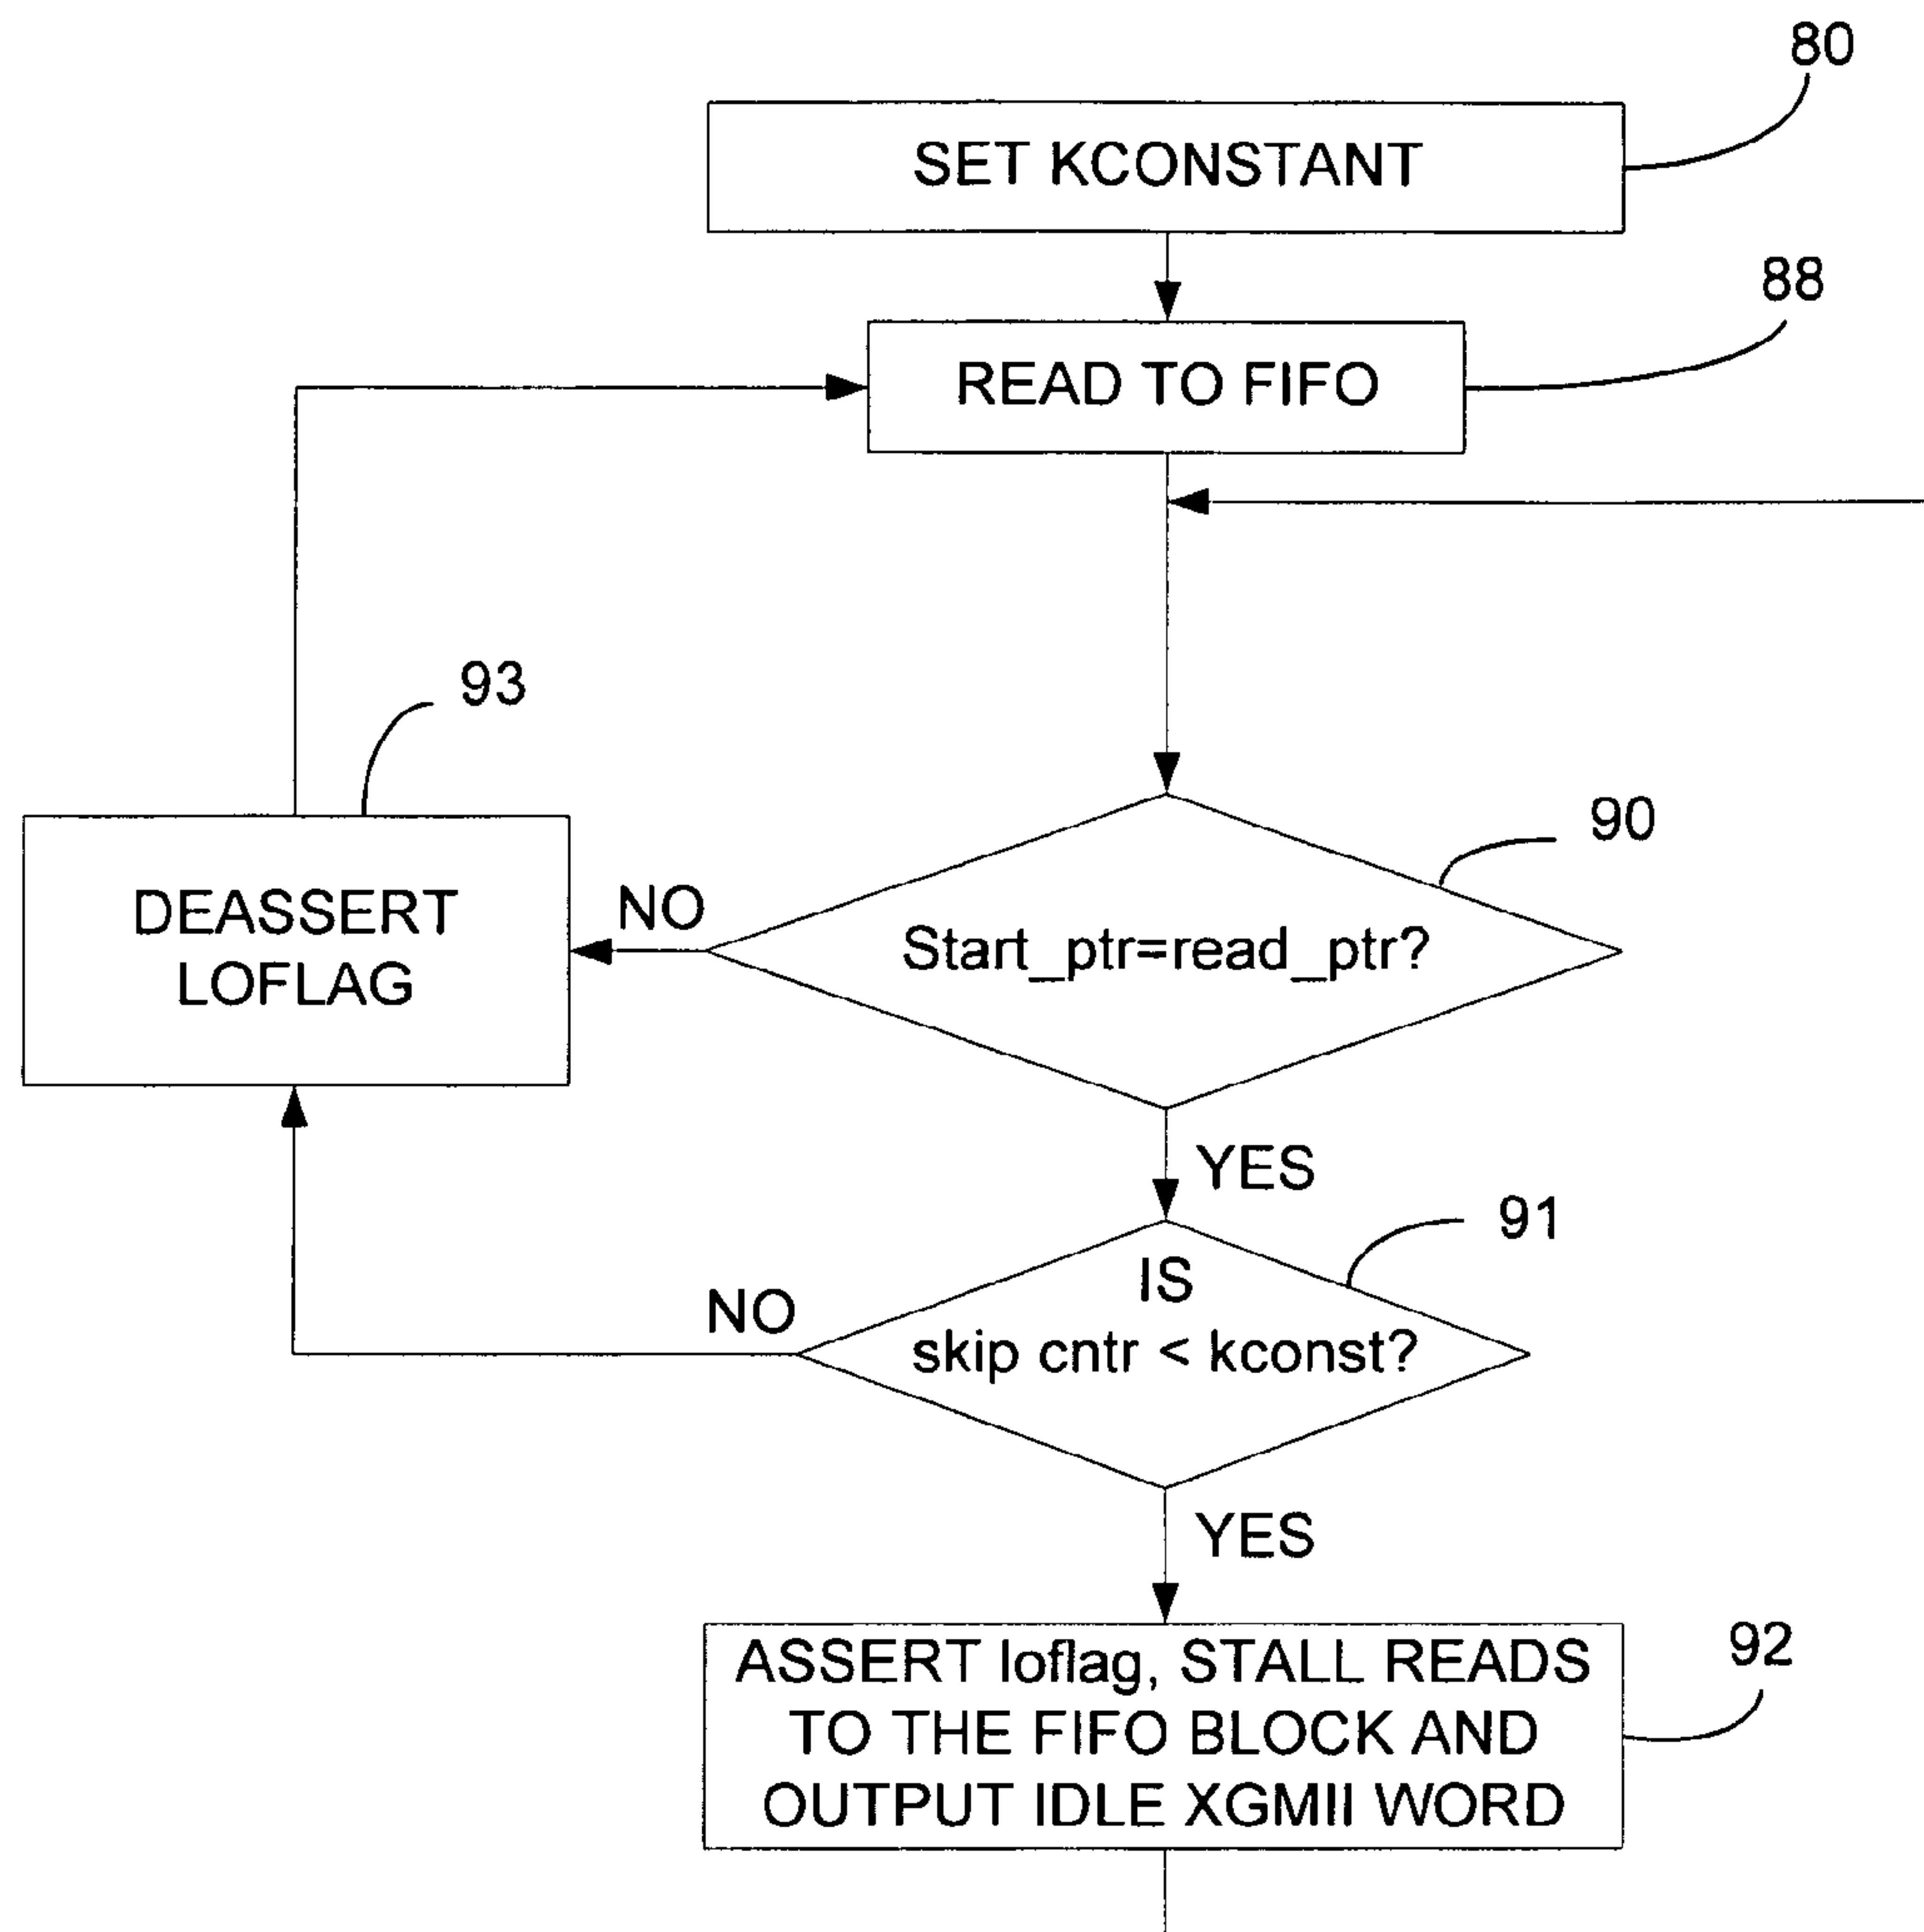 80
SET KCONSTANT
88
READ TO FIFO
93
90
DEASSERT
LOFLAG
NO
Start_ptr=read_ptr?
YES
91
IS
NO
skip cntr < kconst?
YES
92
ASSERT loflag, STALL READS
TO THE FIFO BLOCK AND
OUTPUT IDLE XGMII WORD